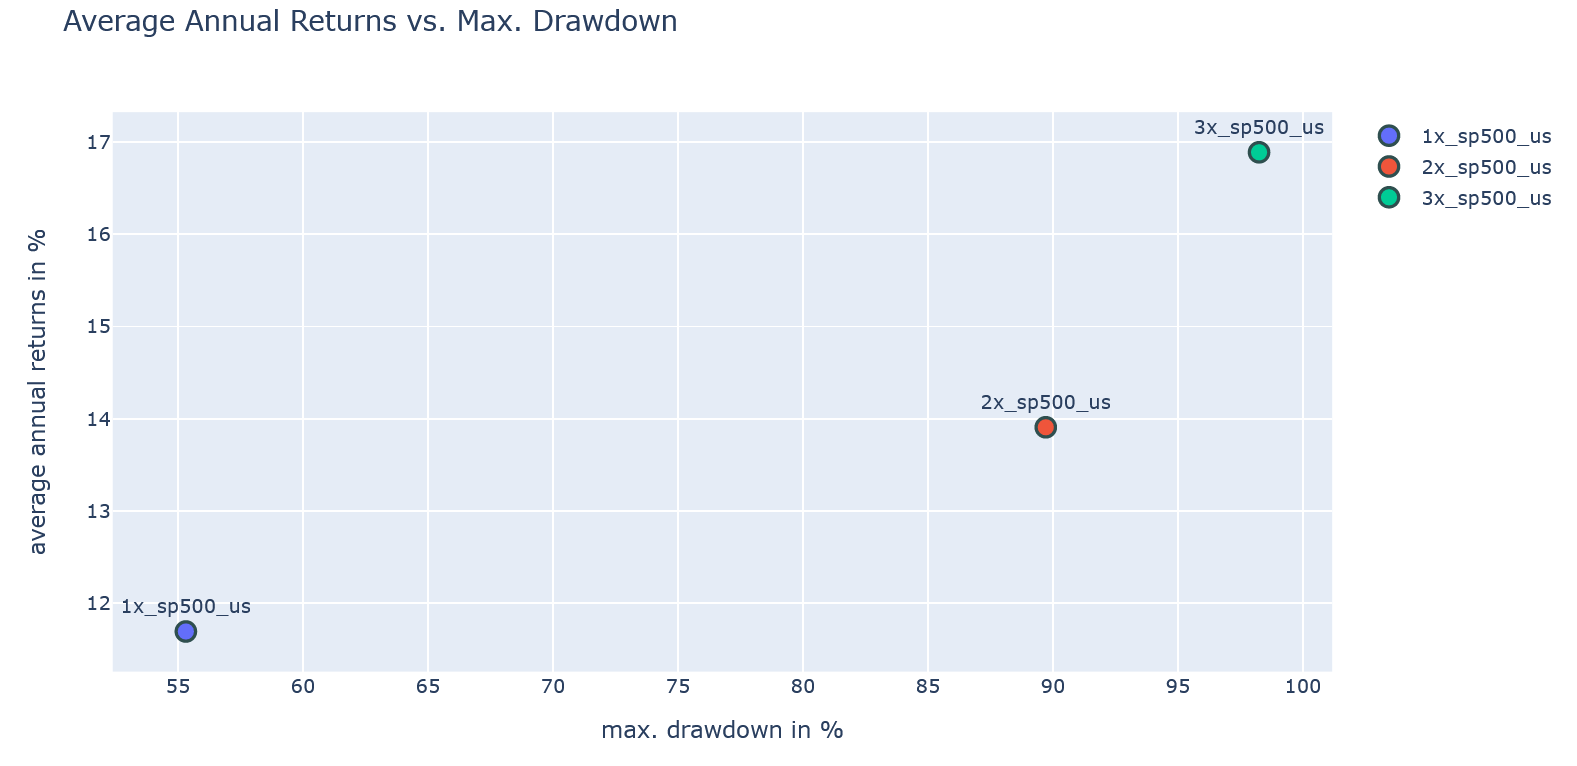 Average Annual Returns vs. Max. Drawdown
average annual returns in %
17
16
15
14
13
12
3x_sp500_us
2x_sp500_us
1x_sp500_us
55 60 65 70 75 80 85 90 95 100
max. drawdown in %
1x_sp500_us
2x_sp500_us
3x_sp500_us